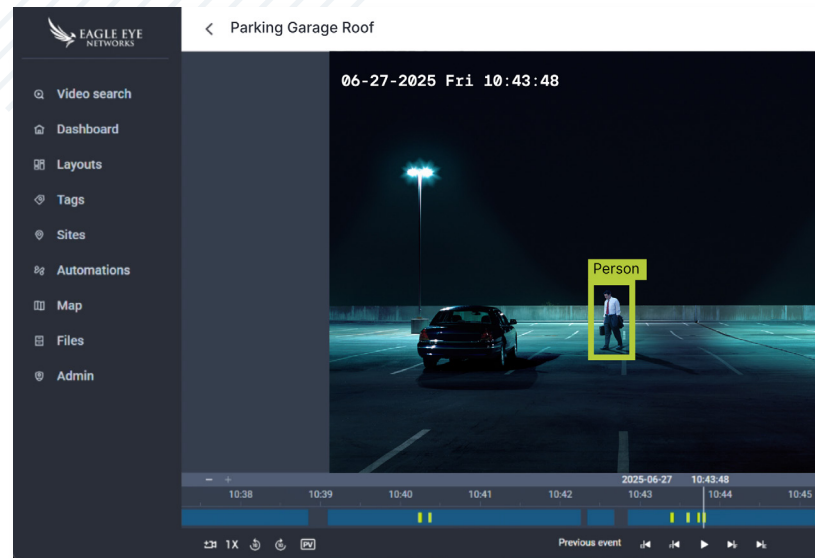 EAGLE EYE
NETWORKS
Parking Garage Roof
Video search
Dashboard
Layouts
Tags
Sites
Automations
Map
Files
Admin
06-27-2025 Fri 10:43:48
Person
2025-06-27 10:43:48
10:38 10:39 10:40 10:41 10:42 10:43 10:44 10:45
1X
PV
Previous event